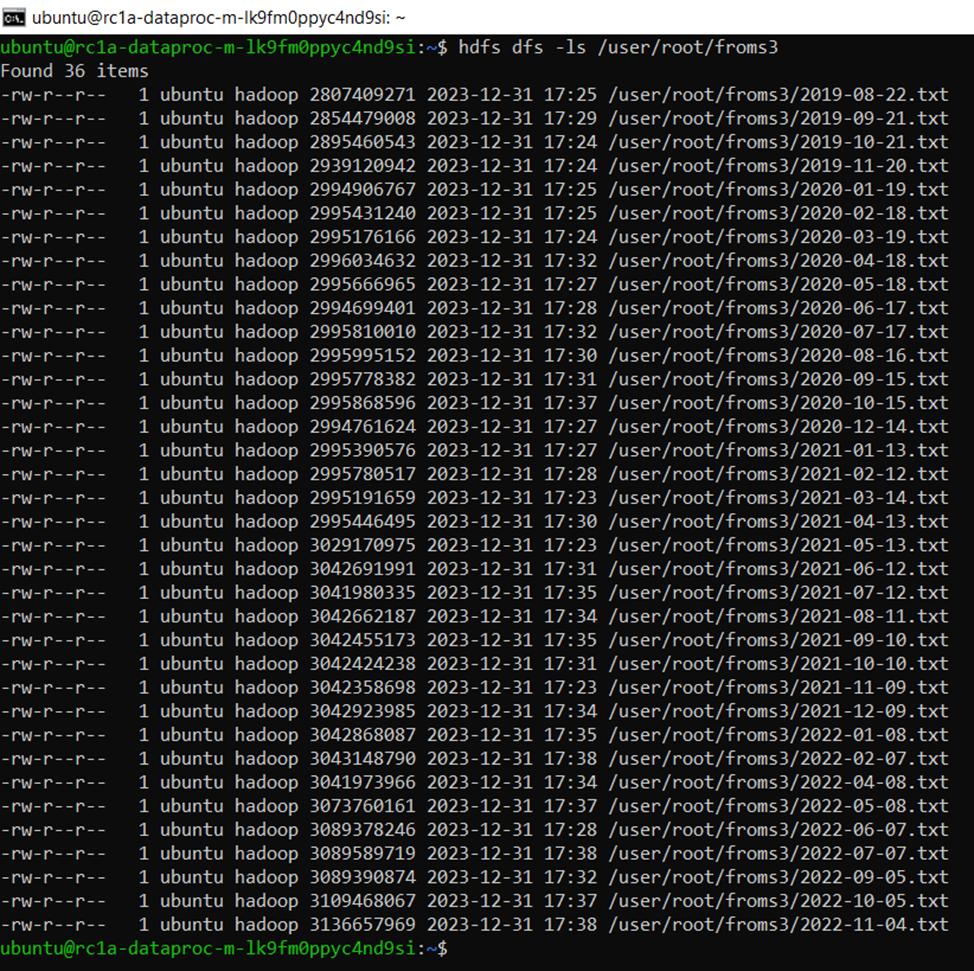 ubuntu@rc1a-dataproc-m-lk9fm0ppyc4nd9si: ~
ubuntu@rc1a-dataproc-m-lk9fm0ppyc4nd9si:~$ hdfs dfs -ls /user/root/froms3
Found 36 items
-rw-r--r--   1 ubuntu hadoop 2807409271 2023-12-31 17:25 /user/root/froms3/2019-08-22.txt
-rw-r--r--   1 ubuntu hadoop 2854479008 2023-12-31 17:29 /user/root/froms3/2019-09-21.txt
-rw-r--r--   1 ubuntu hadoop 2895460543 2023-12-31 17:24 /user/root/froms3/2019-10-21.txt
-rw-r--r--   1 ubuntu hadoop 2939120942 2023-12-31 17:24 /user/root/froms3/2019-11-20.txt
-rw-r--r--   1 ubuntu hadoop 2994906767 2023-12-31 17:25 /user/root/froms3/2020-01-19.txt
-rw-r--r--   1 ubuntu hadoop 2995431240 2023-12-31 17:25 /user/root/froms3/2020-02-18.txt
-rw-r--r--   1 ubuntu hadoop 2995176166 2023-12-31 17:24 /user/root/froms3/2020-03-19.txt
-rw-r--r--   1 ubuntu hadoop 2996034632 2023-12-31 17:32 /user/root/froms3/2020-04-18.txt
-rw-r--r--   1 ubuntu hadoop 2995666965 2023-12-31 17:27 /user/root/froms3/2020-05-18.txt
-rw-r--r--   1 ubuntu hadoop 2994699401 2023-12-31 17:28 /user/root/froms3/2020-06-17.txt
-rw-r--r--   1 ubuntu hadoop 2995810010 2023-12-31 17:32 /user/root/froms3/2020-07-17.txt
-rw-r--r--   1 ubuntu hadoop 2995995152 2023-12-31 17:30 /user/root/froms3/2020-08-16.txt
-rw-r--r--   1 ubuntu hadoop 2995778382 2023-12-31 17:31 /user/root/froms3/2020-09-15.txt
-rw-r--r--   1 ubuntu hadoop 2995868596 2023-12-31 17:37 /user/root/froms3/2020-10-15.txt
-rw-r--r--   1 ubuntu hadoop 2994761624 2023-12-31 17:27 /user/root/froms3/2020-12-14.txt
-rw-r--r--   1 ubuntu hadoop 2995390576 2023-12-31 17:27 /user/root/froms3/2021-01-13.txt
-rw-r--r--   1 ubuntu hadoop 2995780517 2023-12-31 17:28 /user/root/froms3/2021-02-12.txt
-rw-r--r--   1 ubuntu hadoop 2995191659 2023-12-31 17:23 /user/root/froms3/2021-03-14.txt
-rw-r--r--   1 ubuntu hadoop 2995446495 2023-12-31 17:30 /user/root/froms3/2021-04-13.txt
-rw-r--r--   1 ubuntu hadoop 3029170975 2023-12-31 17:23 /user/root/froms3/2021-05-13.txt
-rw-r--r--   1 ubuntu hadoop 3042691991 2023-12-31 17:31 /user/root/froms3/2021-06-12.txt
-rw-r--r--   1 ubuntu hadoop 3041980335 2023-12-31 17:35 /user/root/froms3/2021-07-12.txt
-rw-r--r--   1 ubuntu hadoop 3042662187 2023-12-31 17:34 /user/root/froms3/2021-08-11.txt
-rw-r--r--   1 ubuntu hadoop 3042455173 2023-12-31 17:35 /user/root/froms3/2021-09-10.txt
-rw-r--r--   1 ubuntu hadoop 3042424238 2023-12-31 17:31 /user/root/froms3/2021-10-10.txt
-rw-r--r--   1 ubuntu hadoop 3042358698 2023-12-31 17:23 /user/root/froms3/2021-11-09.txt
-rw-r--r--   1 ubuntu hadoop 3042923985 2023-12-31 17:34 /user/root/froms3/2021-12-09.txt
-rw-r--r--   1 ubuntu hadoop 3042868087 2023-12-31 17:35 /user/root/froms3/2022-01-08.txt
-rw-r--r--   1 ubuntu hadoop 3043148790 2023-12-31 17:38 /user/root/froms3/2022-02-07.txt
-rw-r--r--   1 ubuntu hadoop 3041973966 2023-12-31 17:34 /user/root/froms3/2022-04-08.txt
-rw-r--r--   1 ubuntu hadoop 3073760161 2023-12-31 17:37 /user/root/froms3/2022-05-08.txt
-rw-r--r--   1 ubuntu hadoop 3089378246 2023-12-31 17:28 /user/root/froms3/2022-06-07.txt
-rw-r--r--   1 ubuntu hadoop 3089589719 2023-12-31 17:38 /user/root/froms3/2022-07-07.txt
-rw-r--r--   1 ubuntu hadoop 3089390874 2023-12-31 17:32 /user/root/froms3/2022-09-05.txt
-rw-r--r--   1 ubuntu hadoop 3109468067 2023-12-31 17:37 /user/root/froms3/2022-10-05.txt
-rw-r--r--   1 ubuntu hadoop 3136657969 2023-12-31 17:38 /user/root/froms3/2022-11-04.txt
ubuntu@rc1a-dataproc-m-lk9fm0ppyc4nd9si:~$